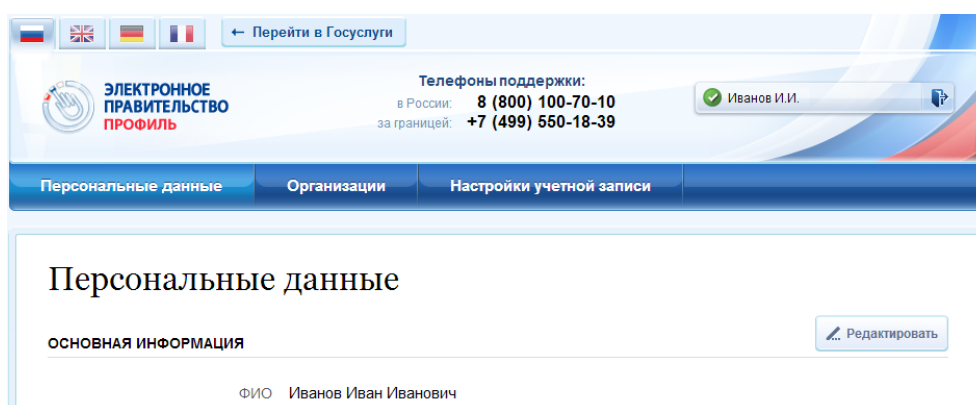 ← Перейти в Госуслуги
ЭЛЕКТРОННОЕ
ПРАВИТЕЛЬСТВО
ПРОФИЛЬ
Телефоны поддержки:
в России: 8 (800) 100-70-10
за границей: +7 (499) 550-18-39
Иванов И.И.
Персональные данные Организации Настройки учетной записи
Персональные данные
ОСНОВНАЯ ИНФОРМАЦИЯ
Редактировать
ФИО Иванов Иван Иванович